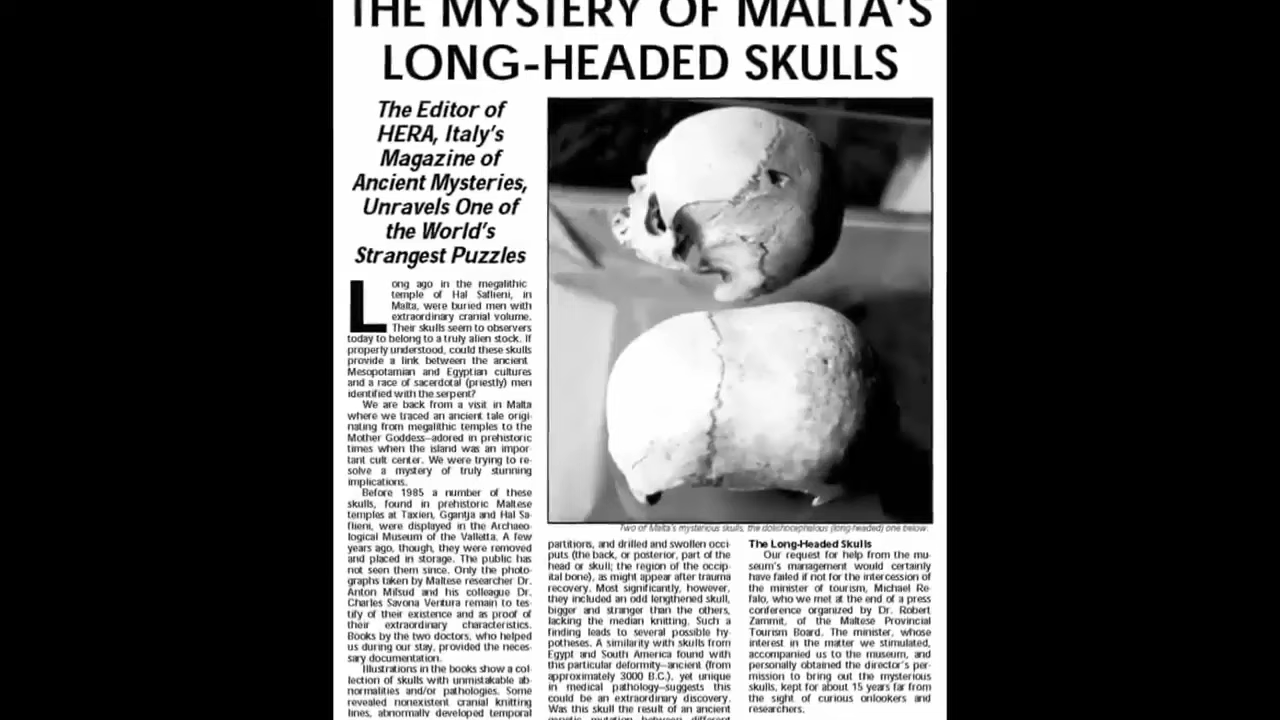 THE MYSTERY OF MALTA'S
LONG-HEADED SKULLS
The Editor of
HERA, Italy's
Magazine of
Ancient Mysteries,
Unravels One of
the World's
Strangest Puzzles
Long ago in the megalithic
temple of Hal Saflieni, in
Malta, were buried men with
extraordinary cranial volume.
Their skulls seem to observers
today to belong to a truly alien stock. If
properly understood, could these skulls
provide a link between the ancient
Mesopotamian and Egyptian cultures
and a race of sacerdotal (priestly) men
identified with the serpent?
We are back from a visit in Malta
where we traced an ancient tale origi-
nating from megalithic temples to the
Mother Goddess—adored in prehistoric
times when the island was an impor-
tant cult center. We were trying to re-
solve a mystery of truly stunning
implications.
Before 1985 a number of these
skulls, found in prehistoric Maltese
temples at Taxien, Ggantja and Hal Sa-
flieni, were displayed in the Archaeo-
logical Museum of the Valletta. A few
years ago, though, they were removed
and placed in storage. The public has
not seen them since. Only the photo-
graphs taken by Maltese researcher Dr.
Anton Mifsud and his colleague Dr.
Charles Savona Ventura remain to tes-
tify of their existence and as proof of
their extraordinary characteristics.
Books by the two doctors, who helped
us during our stay, provided the neces-
sary documentation.
Illustrations in the books show a col-
lection of skulls with unmistakable ab-
normalities and/or pathologies. Some
revealed nonexistent cranial knitting
lines, abnormally developed temporal
Two of Malta's mysterious skulls, the dolishocephalous (long-headed) one below.
partitions, and drilled and swollen occi-
puts (the back, or posterior, part of the
head or skull; the region of the occip-
ital bone), as might appear after trauma
recovery. Most significantly, however,
they included an odd lengthened skull,
bigger and stranger than the others,
lacking the median knitting. Such a
finding leads to several possible hy-
potheses. A similarity with skulls from
Egypt and South America found with
this particular deformity—ancient (from
approximately 3000 B.C.), yet unique
in medical pathology—suggests this
could be an extraordinary discovery.
Was this skull the result of an ancient
genetic mutation between different
The Long-Headed Skulls
Our request for help from the mu-
seum's management would certainly
have failed if not for the intercession of
the minister of tourism, Michael Re-
falo, who we met at the end of a press
conference organized by Dr. Robert
Zammit, of the Maltese Provincial
Tourism Board. The minister, whose
interest in the matter we stimulated,
accompanied us to the museum, and
personally obtained the director's per-
mission to bring out the mysterious
skulls, kept for about 15 years far from
the sight of curious onlookers and
researchers.